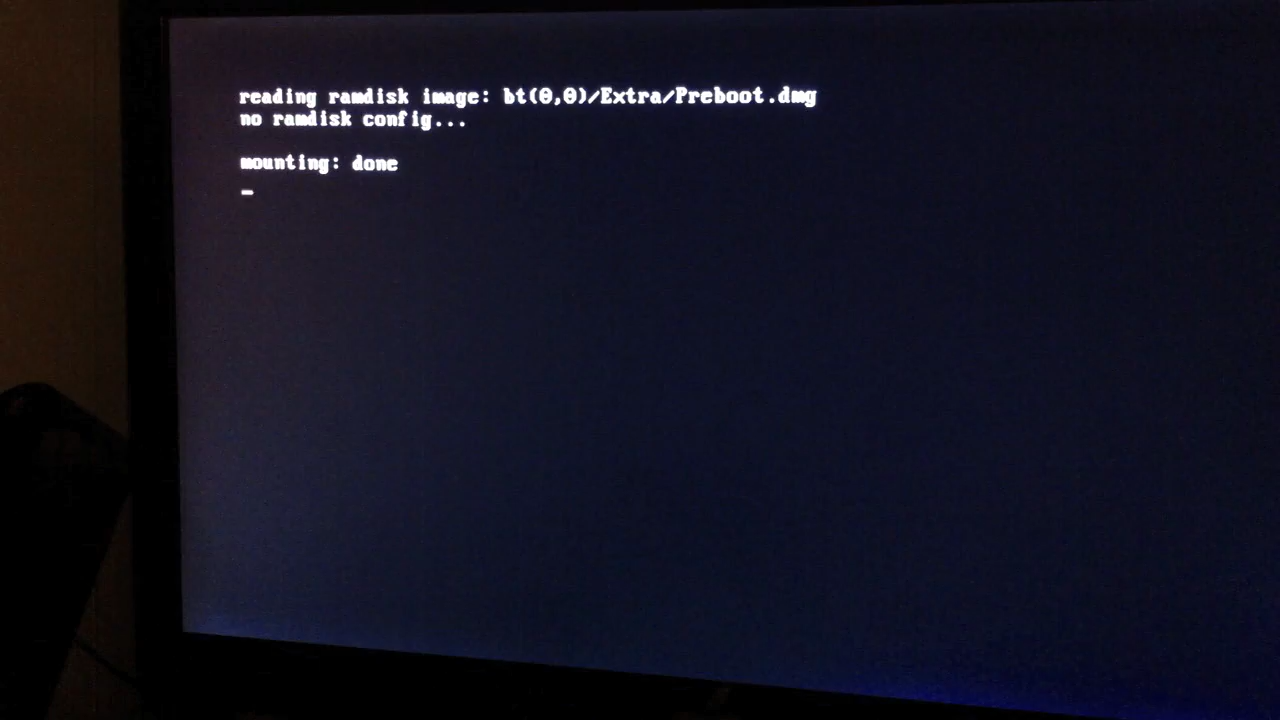 reading ramdisk image: bt(0,0)/Extra/Preboot.dmg
no ramdisk config...
mounting: done
_